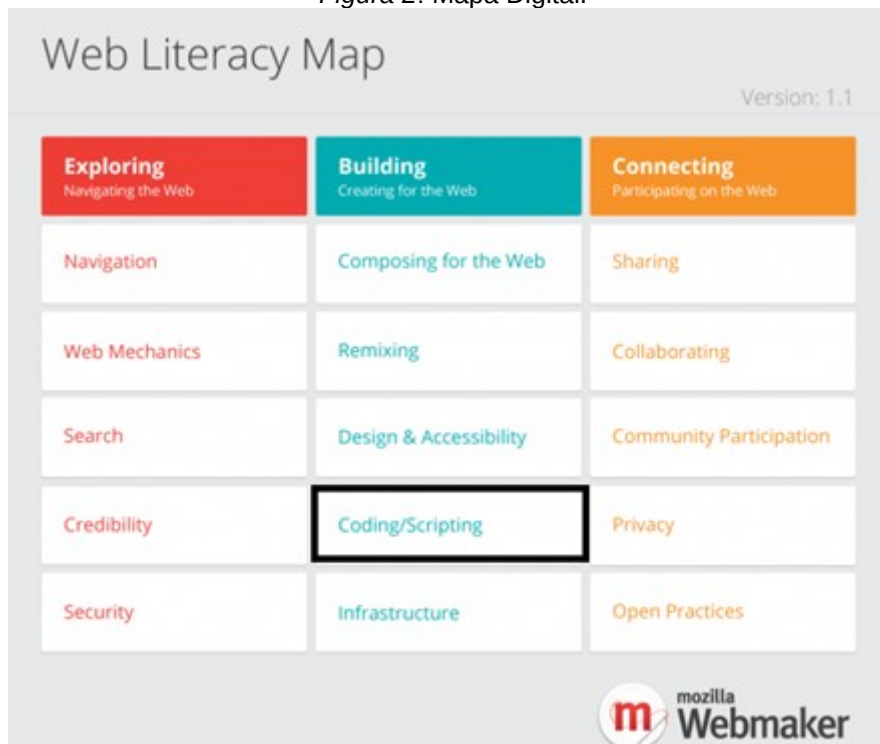 Figura 2: Mapa Digitali
Web Literacy Map
Version: 1.1
Exploring
Navigating the Web
Building
Creating for the Web
Connecting
Participating on the Web
Navigation
Composing for the Web
Sharing
Web Mechanics
Remixing
Collaborating
Search
Design & Accessibility
Community Participation
Credibility
Coding/Scripting
Privacy
Security
Infrastructure
Open Practices
m
mozilla
Webmaker